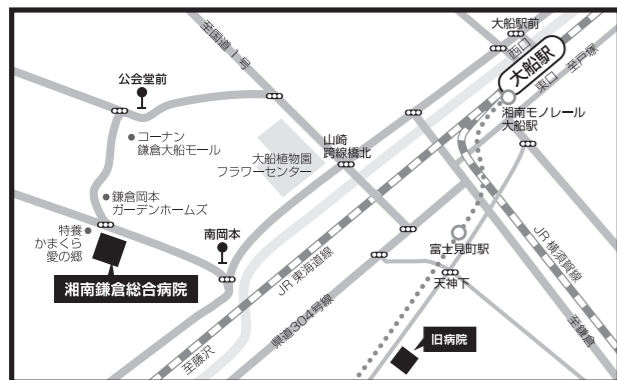 大船駅前
西口
大船駅
東口
至戸塚
至国道1号
公会堂前
湘南モノレール
大船駅
コーナン
鎌倉大船モール
山崎
跨線橋北
大船植物園
フラワーセンター
鎌倉岡本
ガーデンホームズ
特養
かまくら
愛の郷
南岡本
富士見町駅
JR 横須賀線
湘南鎌倉総合病院
JR 東海道線
天神下
県道304号線
至鎌倉
旧病院
至藤沢